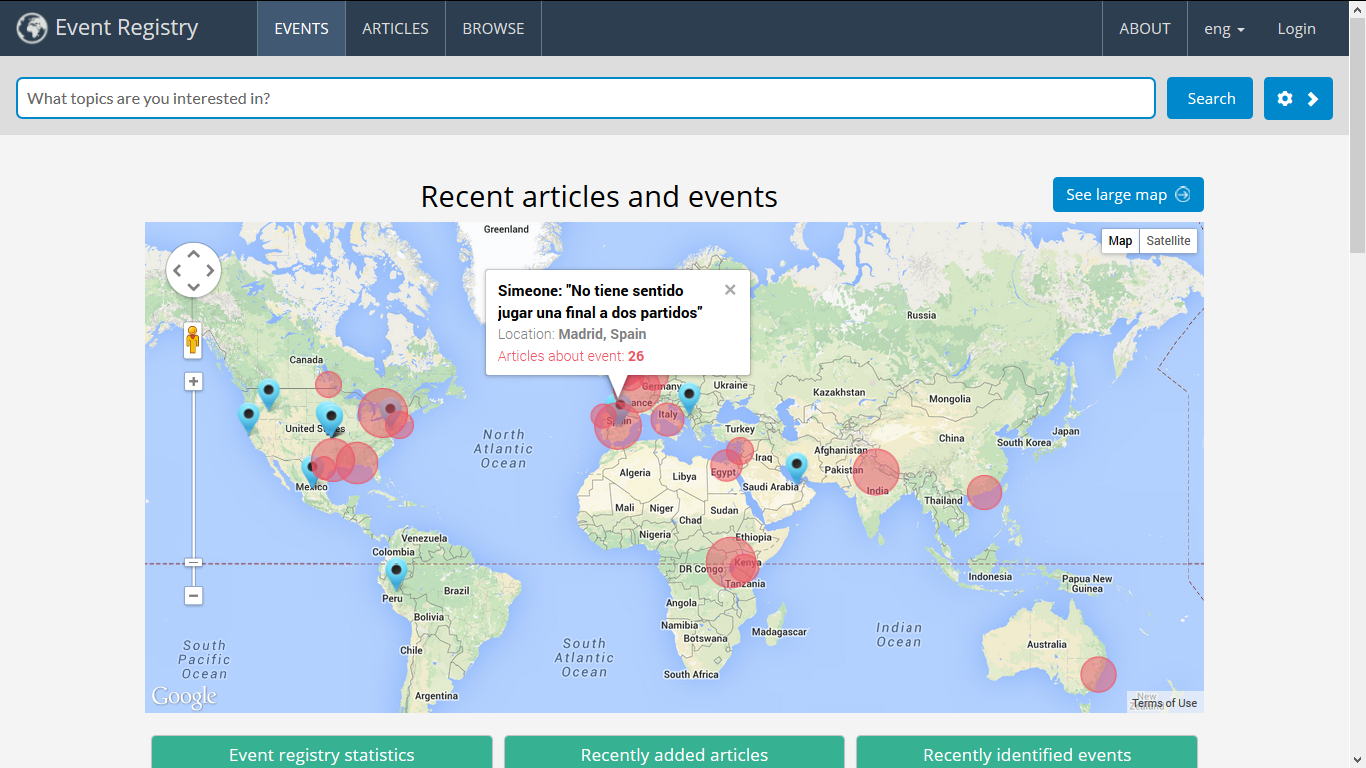 Event Registry
EVENTS
ARTICLES
BROWSE
ABOUT
eng
Login
What topics are you interested in?
Search
Recent articles and events
See large map
Greenland
Map
Satellite
Simeone: "No tiene sentido
jugar una final a dos partidos"
Location: Madrid, Spain
Articles about event: 26
Russia
Canada
Germany
Ukraine
Kazakhstan
Mongolia
Italy
Spain
United States
North
Atlantic
Ocean
Turkey
China
Japan
South Korea
Afghanistan
Iraq
Pakistan
Algeria
Libya
Egypt
Saudi Arabia
India
Mexico
Thailand
Mali
Niger
Sudan
Chad
Nigeria
Ethiopia
Venezuela
Colombia
DR Congo
Kenya
Tanzania
Indonesia
Papua New
Guinea
Peru
Brazil
Angola
Bolivia
Namibia
Botswana
Madagascar
Indian
Ocean
South
Pacific
Ocean
South
Atlantic
Ocean
Chile
Australia
South Africa
Argentina
Google
New
Terms of Use
Event registry statistics
Recently added articles
Recently identified events